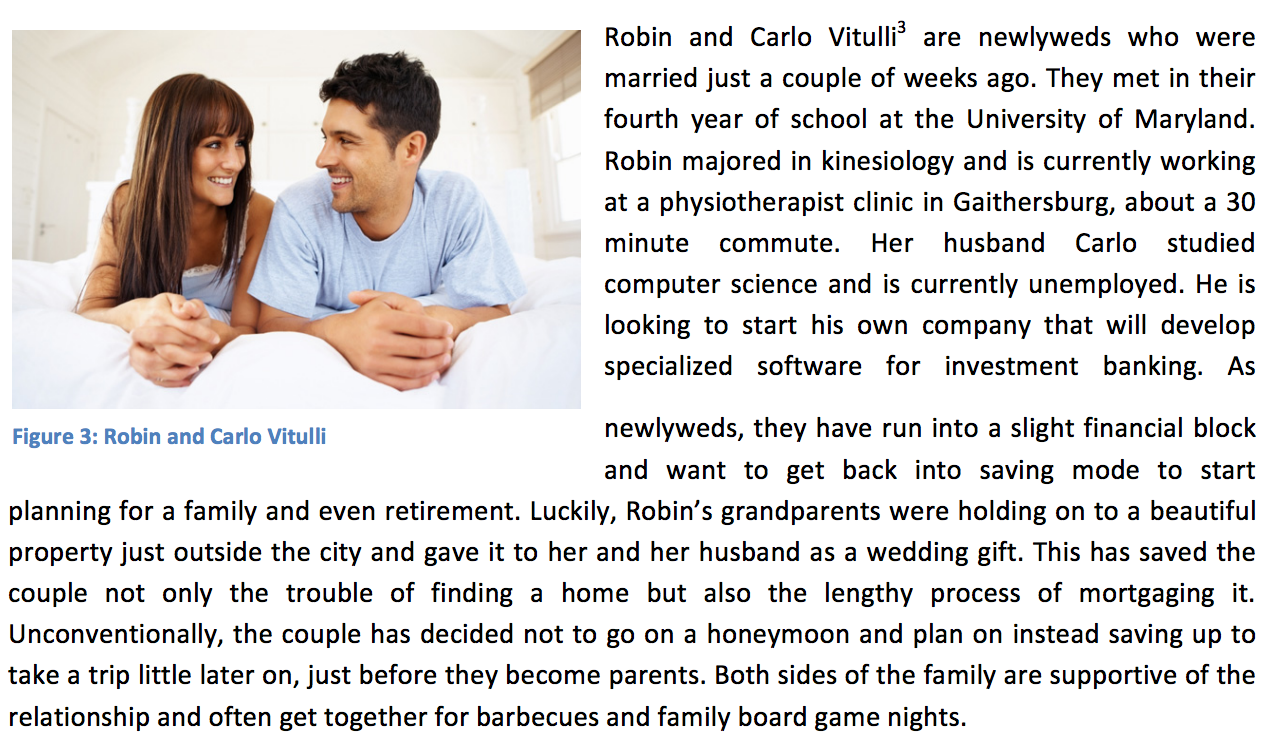 Robin and Carlo Vitulli3 are newlyweds who were
married just a couple of weeks ago. They met in their
fourth year of school at the University of Maryland.
Robin majored in kinesiology and is currently working
at a physiotherapist clinic in Gaithersburg, about a 30
minute commute. Her husband Carlo studied
computer science and is currently unemployed. He is
looking to start his own company that will develop
specialized software for investment banking. As
Figure 3: Robin and Carlo Vitulli
newlyweds, they have run into a slight financial block
and want to get back into saving mode to start
planning for a family and even retirement. Luckily, Robin’s grandparents were holding on to a beautiful
property just outside the city and gave it to her and her husband as a wedding gift. This has saved the
couple not only the trouble of finding a home but also the lengthy process of mortgaging it.
Unconventionally, the couple has decided not to go on a honeymoon and plan on instead saving up to
take a trip little later on, just before they become parents. Both sides of the family are supportive of the
relationship and often get together for barbecues and family board game nights.